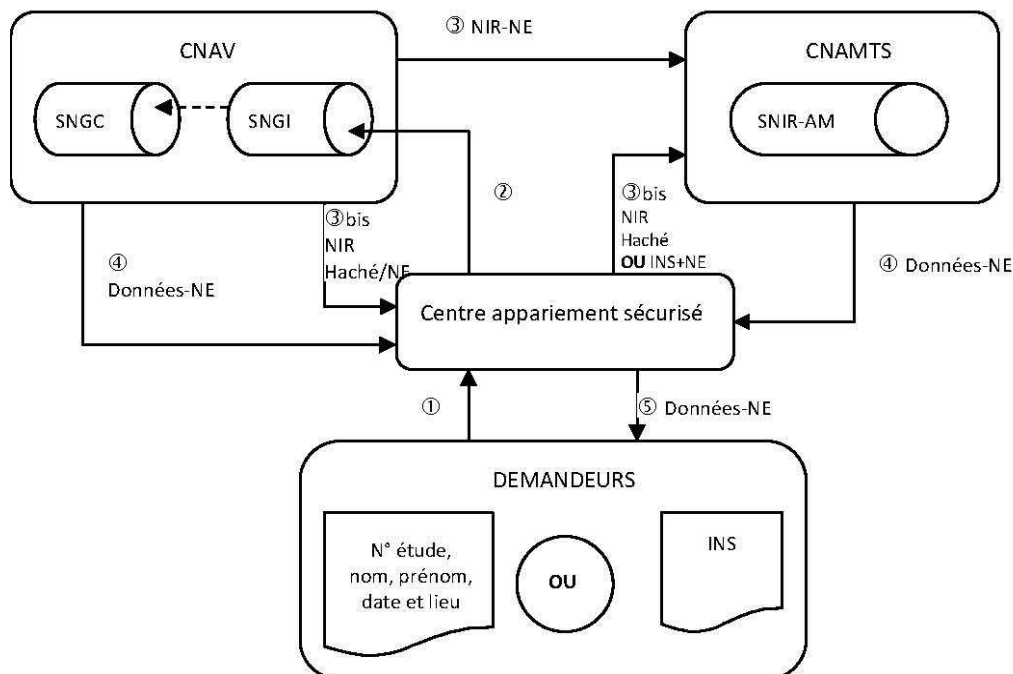 ③ NIR-NE
CNAV
CNAMTS
SNGC
SNGI
SNIR-AM
②
③bis
NIR
Haché/NE
③bis
NIR
Haché
OU INS+NE
④
Données-NE
④ Données-NE
Centre appariement sécurisé
①
⑤ Données-NE
DEMANDEURS
N° étude,
nom, prénom,
date et lieu
OU
INS